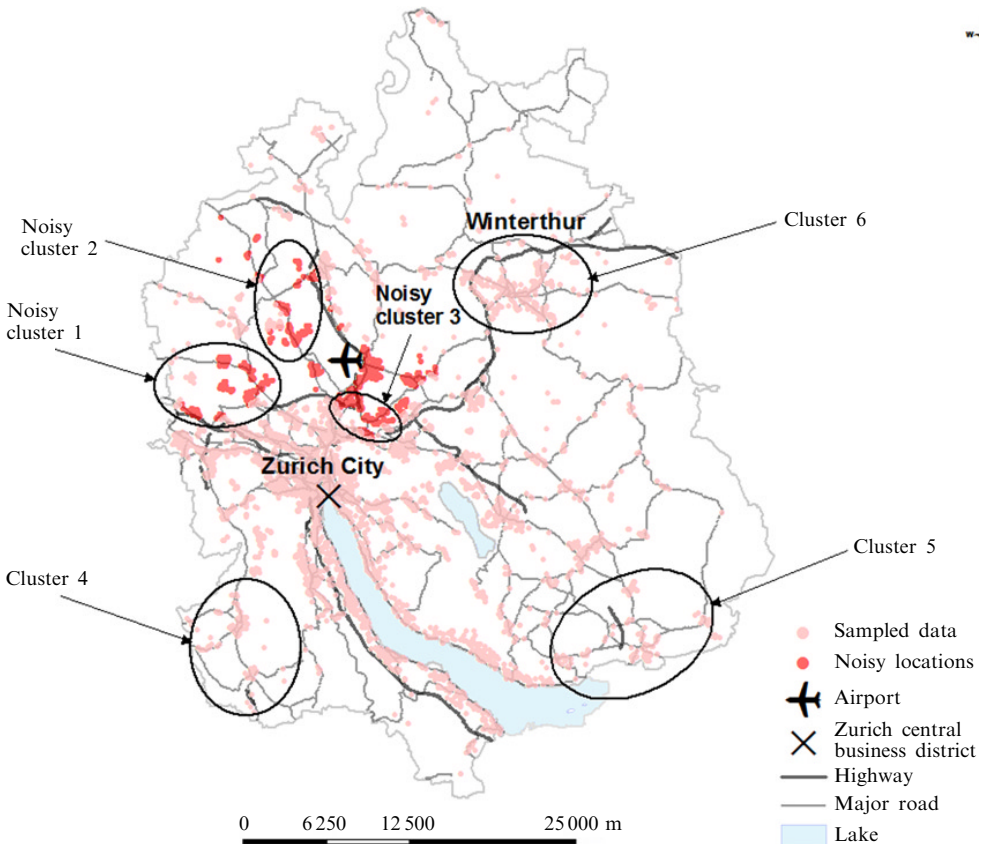 W
Winterthur
Cluster 6
Noisy
cluster 2
Noisy
cluster 3
Noisy
cluster 1
Zurich City
Cluster 5
Cluster 4
Sampled data
Noisy locations
Airport
Zurich central
business district
Highway
Major road
Lake
0 6 250 12 500 25 000 m